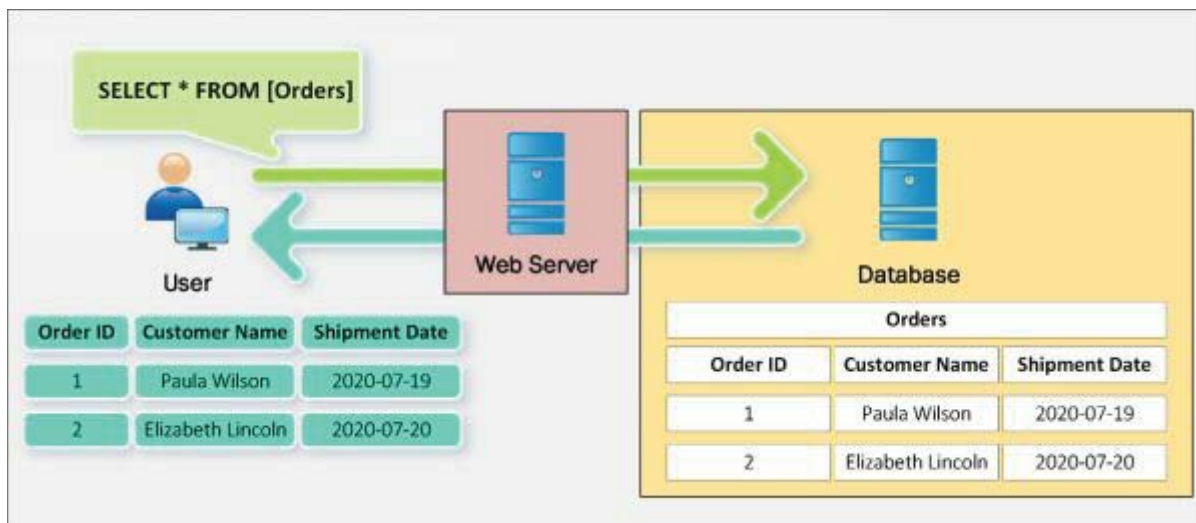 SELECT * FROM [Orders]
User
Web Server
Database
Order ID Customer Name Shipment Date
1 Paula Wilson 2020-07-19
2 Elizabeth Lincoln 2020-07-20
Orders
Order ID Customer Name Shipment Date
1 Paula Wilson 2020-07-19
2 Elizabeth Lincoln 2020-07-20